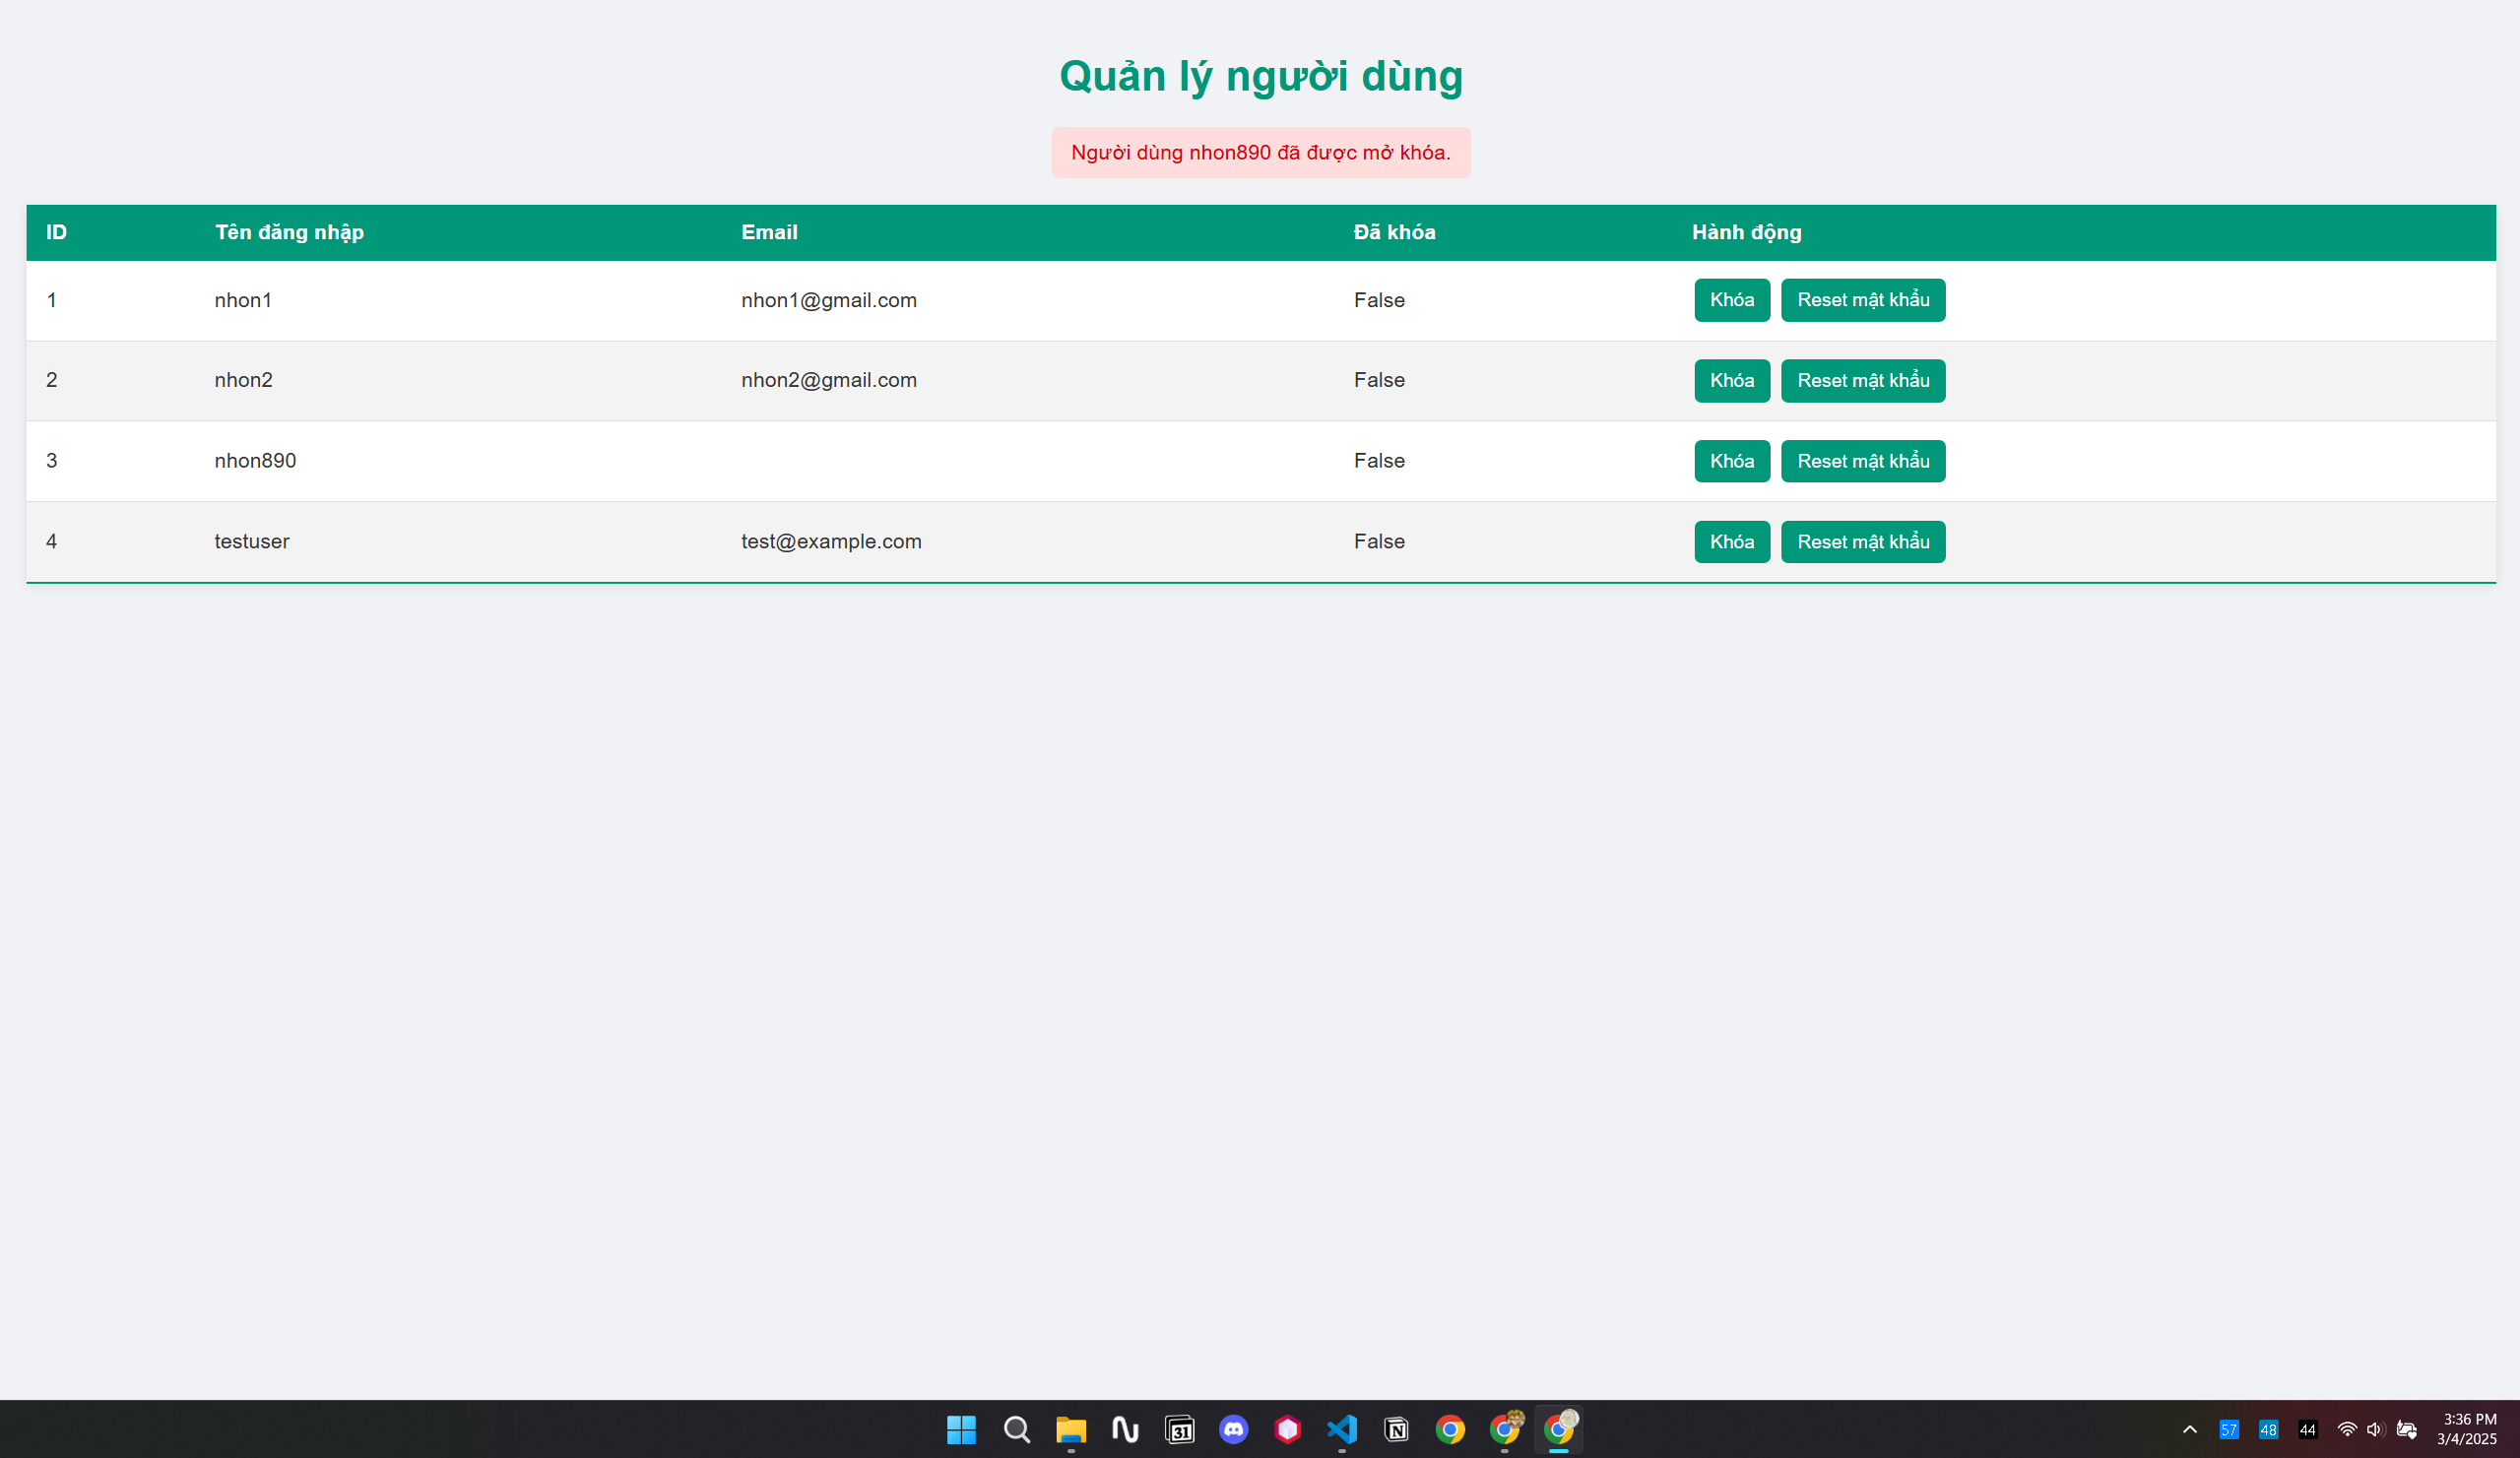 Quản lý người dùng
Người dùng nhon890 đã được mở khóa.
ID Tên đăng nhập Email Đã khóa Hành động
1 nhon1 nhon1@gmail.com False Khóa Reset mật khẩu
2 nhon2 nhon2@gmail.com False Khóa Reset mật khẩu
3 nhon890 False Khóa Reset mật khẩu
4 testuser test@example.com False Khóa Reset mật khẩu
31 N 57 48 44 3:36 PM
3/4/2025